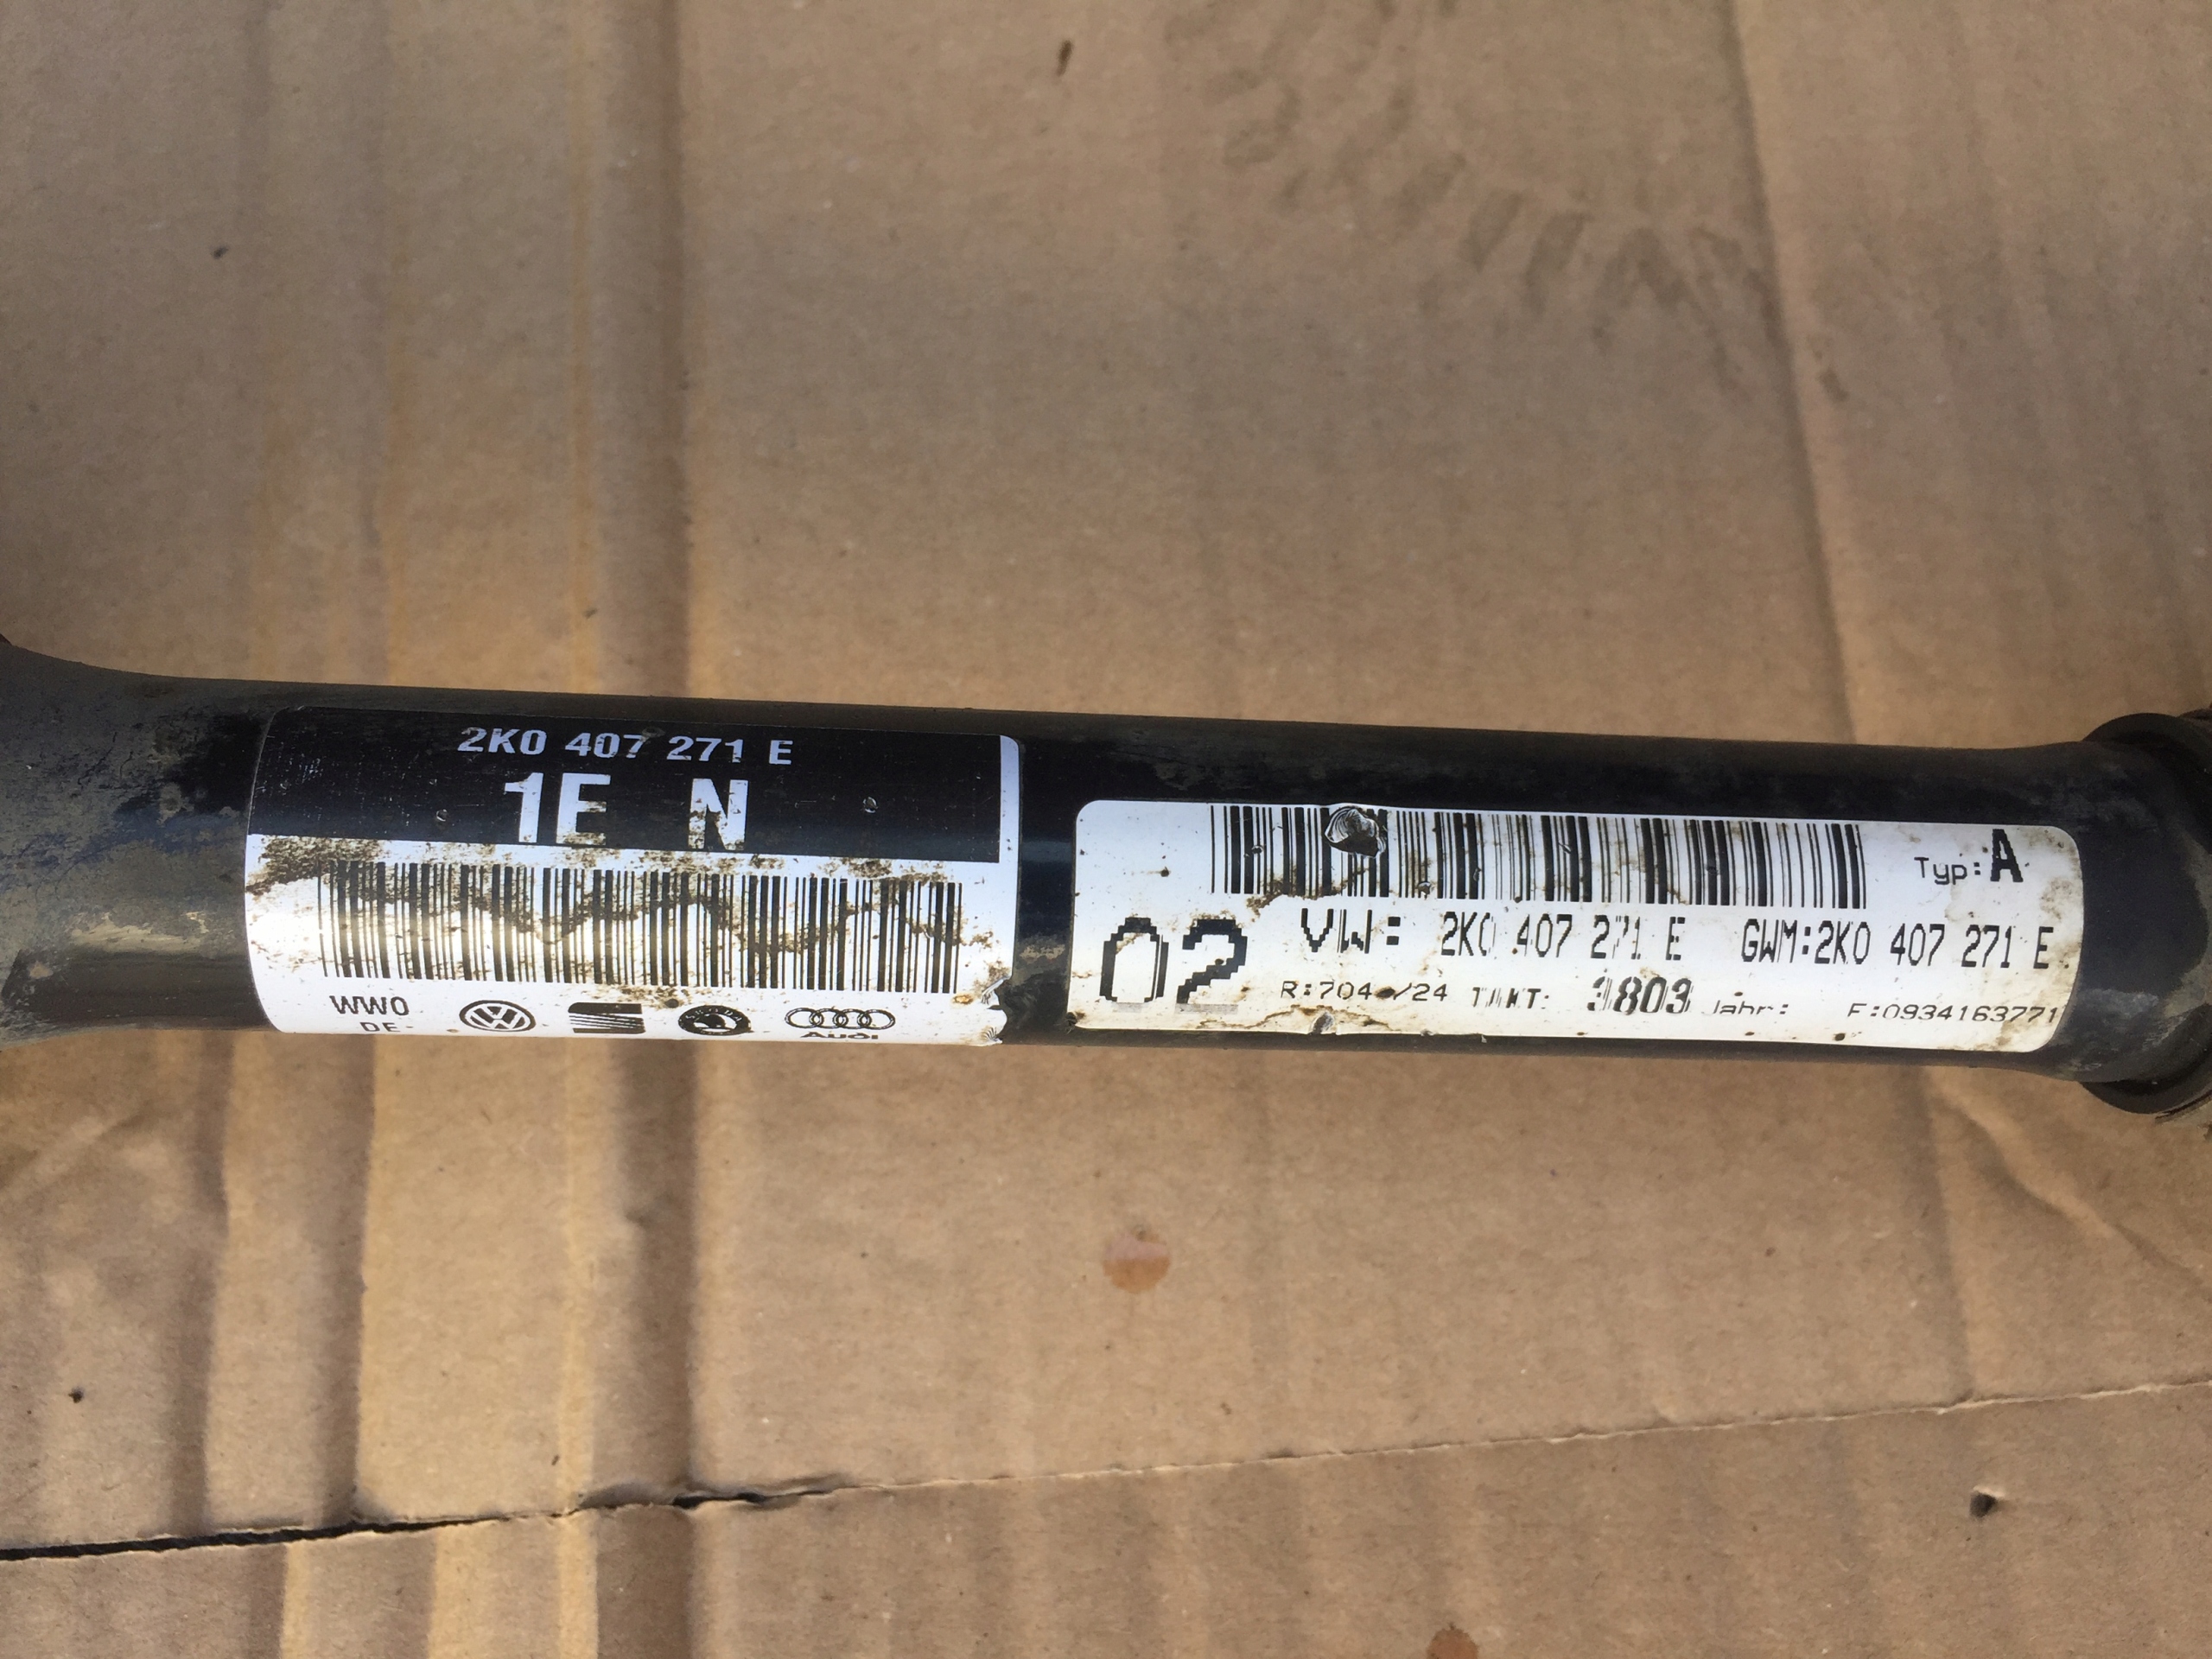 2K0 407 271 E
1E N
WW0
DE
Audi
Typ: A
02
VW: 2K0 407 271 E GWM:2K0 407 271 E
R:704 /24 TAKT: 3803 Jahr: F:0934163771